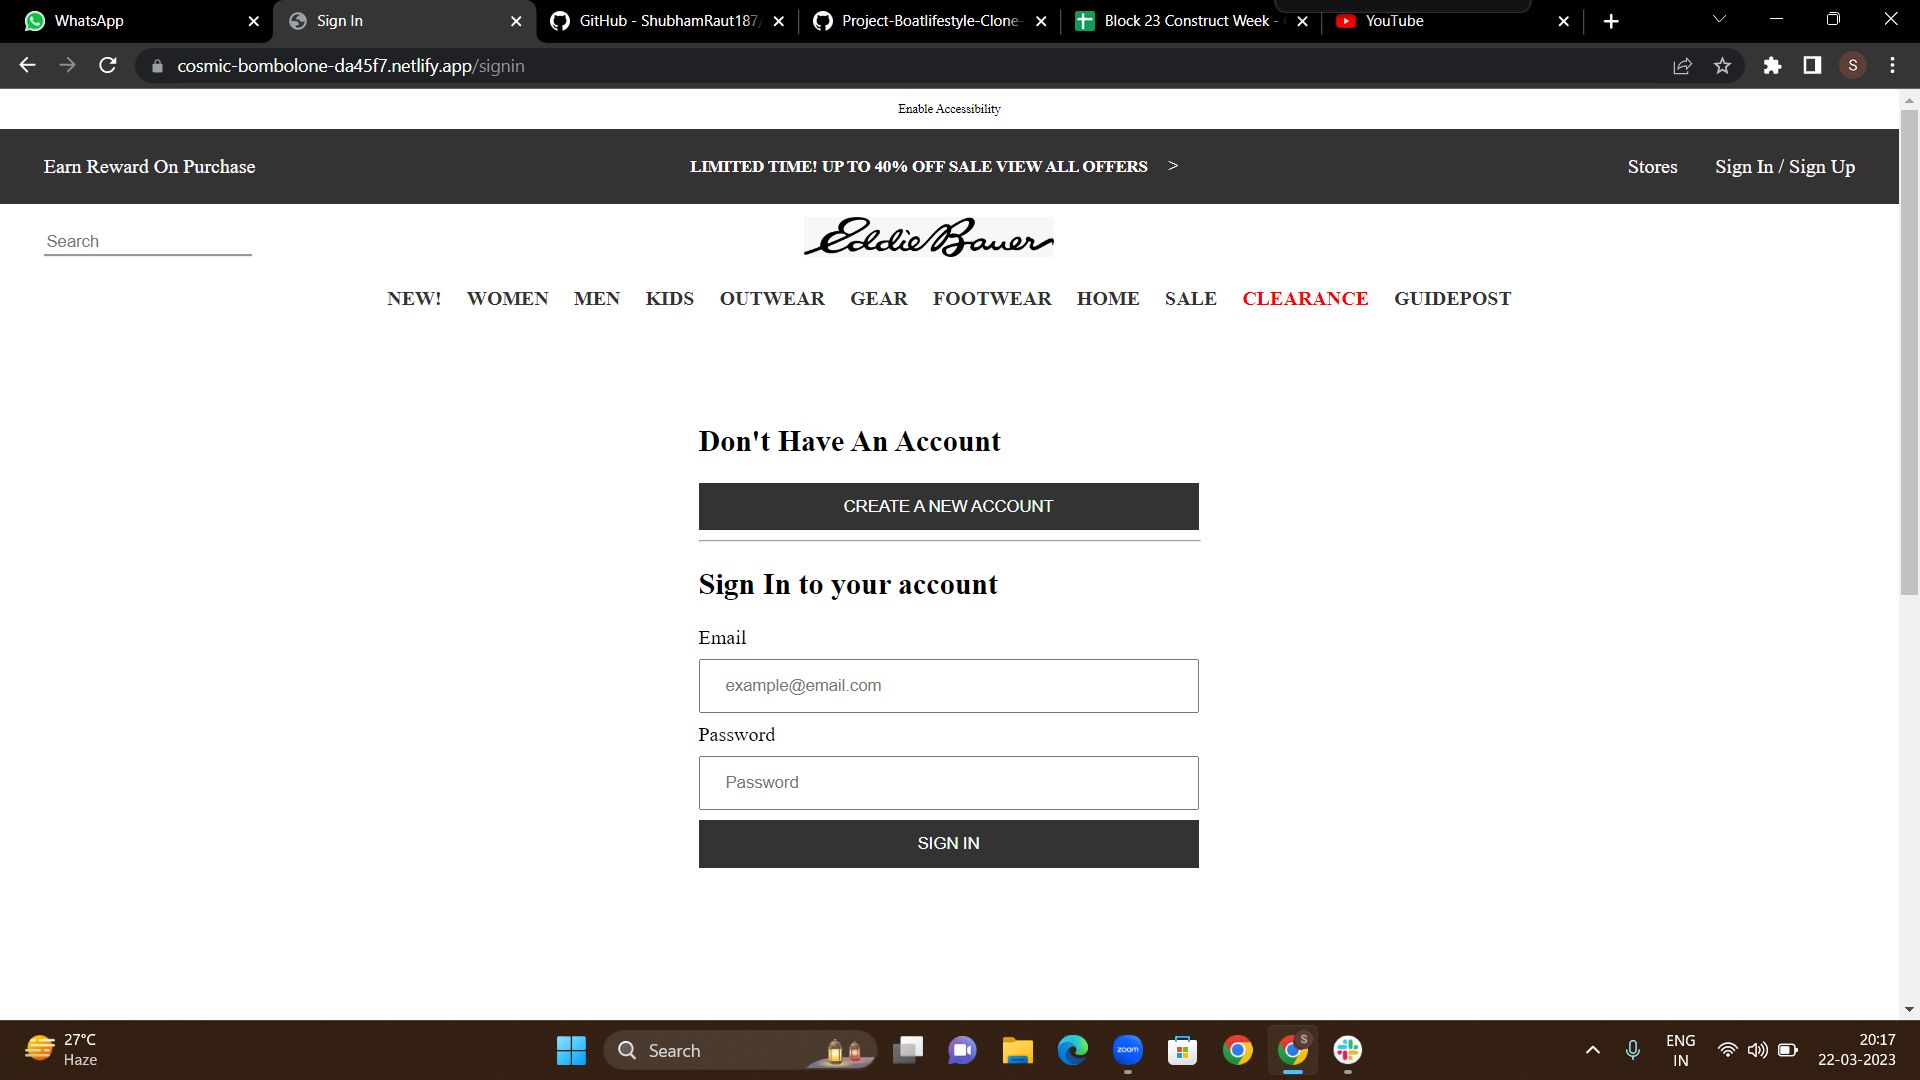 WhatsApp
Sign In
GitHub - ShubhamRaut187/
Project-Boatlifestyle-Clone-
Block 23 Construct Week -
YouTube
cosmic-bombolone-da45f7.netlify.app/signin
S
Enable Accessibility
Earn Reward On Purchase
LIMITED TIME! UP TO 40% OFF SALE VIEW ALL OFFERS >
Stores
Sign In / Sign Up
Search
Eddie Bauer
NEW! WOMEN MEN KIDS OUTWEAR GEAR FOOTWEAR HOME SALE CLEARANCE GUIDEPOST
Don't Have An Account
CREATE A NEW ACCOUNT
Sign In to your account
Email
example@email.com
Password
Password
SIGN IN
27°C
Haze
Search
zoom
S
ENG
IN
20:17
22-03-2023